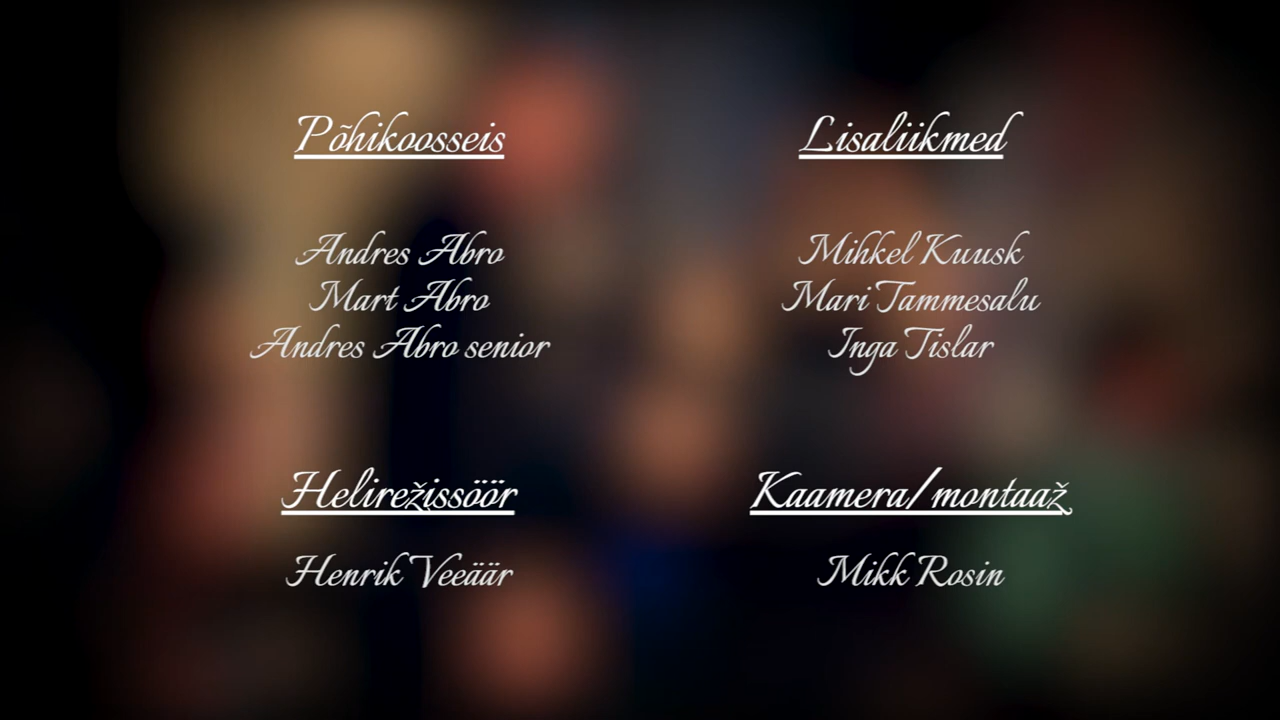 Põhikoosseis
Andres Abro
Mart Abro
Andres Abro senior
Lisaliikmed
Mihkel Kuusk
Mari Tammesalu
Inga Tislar
Helirežissöör
Henrik Veeäär
Kaamera/montaaž
Mikk Rosin